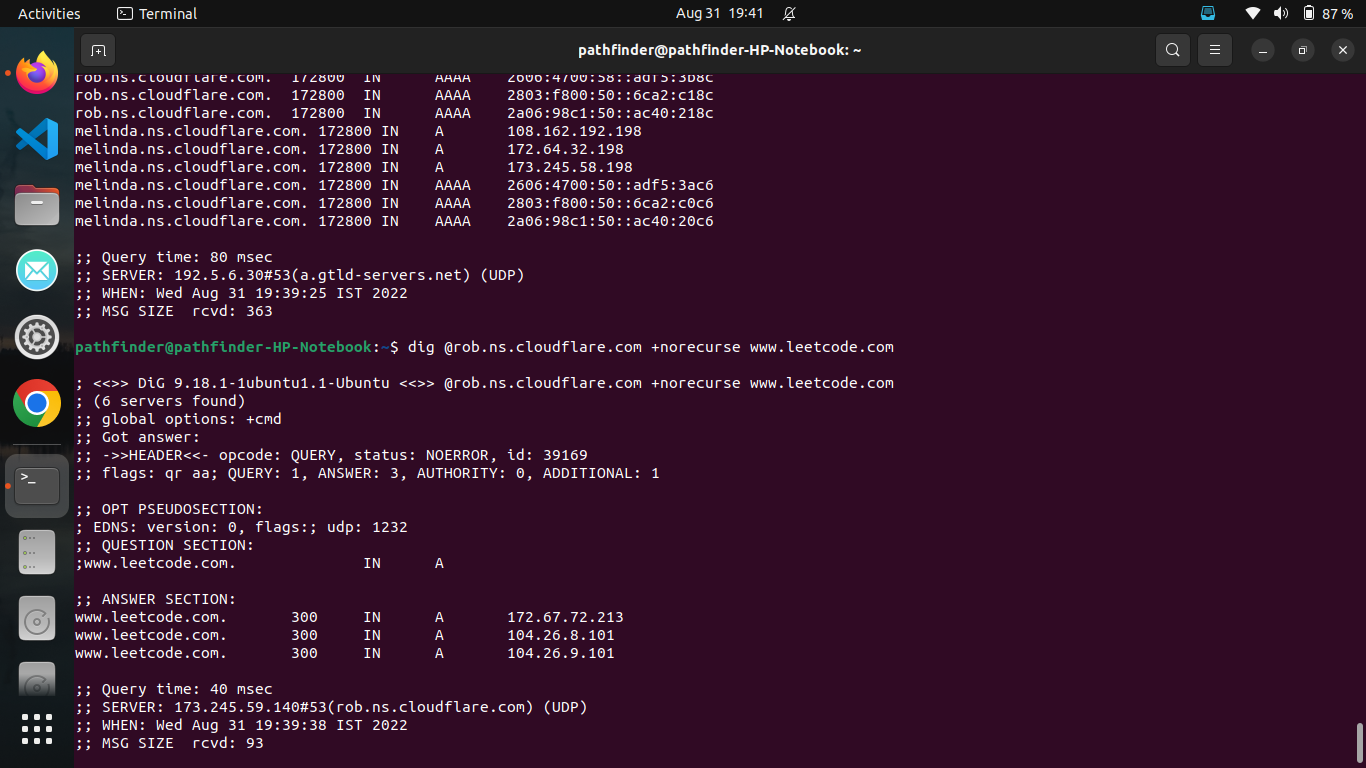 Activities
Terminal
Aug 31 19:41
87 %
pathfinder@pathfinder-HP-Notebook: ~
rob.ns.cloudflare.com. 172800 IN AAAA 2606:4700:58::adf5:3b8c
rob.ns.cloudflare.com. 172800 IN AAAA 2803:f800:50::6ca2:c18c
rob.ns.cloudflare.com. 172800 IN AAAA 2a06:98c1:50::ac40:218c
melinda.ns.cloudflare.com. 172800 IN A 108.162.192.198
melinda.ns.cloudflare.com. 172800 IN A 172.64.32.198
melinda.ns.cloudflare.com. 172800 IN A 173.245.58.198
melinda.ns.cloudflare.com. 172800 IN AAAA 2606:4700:50::adf5:3ac6
melinda.ns.cloudflare.com. 172800 IN AAAA 2803:f800:50::6ca2:c0c6
melinda.ns.cloudflare.com. 172800 IN AAAA 2a06:98c1:50::ac40:20c6
;; Query time: 80 msec
;; SERVER: 192.5.6.30#53(a.gtld-servers.net) (UDP)
;; WHEN: Wed Aug 31 19:39:25 IST 2022
;; MSG SIZE  rcvd: 363
pathfinder@pathfinder-HP-Notebook:~$ dig @rob.ns.cloudflare.com +norecurse www.leetcode.com
; <<>> DiG 9.18.1-1ubuntu1.1-Ubuntu <<>> @rob.ns.cloudflare.com +norecurse www.leetcode.com
; (6 servers found)
;; global options: +cmd
;; Got answer:
;; ->>HEADER<<- opcode: QUERY, status: NOERROR, id: 39169
;; flags: qr aa; QUERY: 1, ANSWER: 3, AUTHORITY: 0, ADDITIONAL: 1
;; OPT PSEUDOSECTION:
; EDNS: version: 0, flags:; udp: 1232
;; QUESTION SECTION:
;www.leetcode.com. IN A
;; ANSWER SECTION:
www.leetcode.com. 300 IN A 172.67.72.213
www.leetcode.com. 300 IN A 104.26.8.101
www.leetcode.com. 300 IN A 104.26.9.101
;; Query time: 40 msec
;; SERVER: 173.245.59.140#53(rob.ns.cloudflare.com) (UDP)
;; WHEN: Wed Aug 31 19:39:38 IST 2022
;; MSG SIZE  rcvd: 93